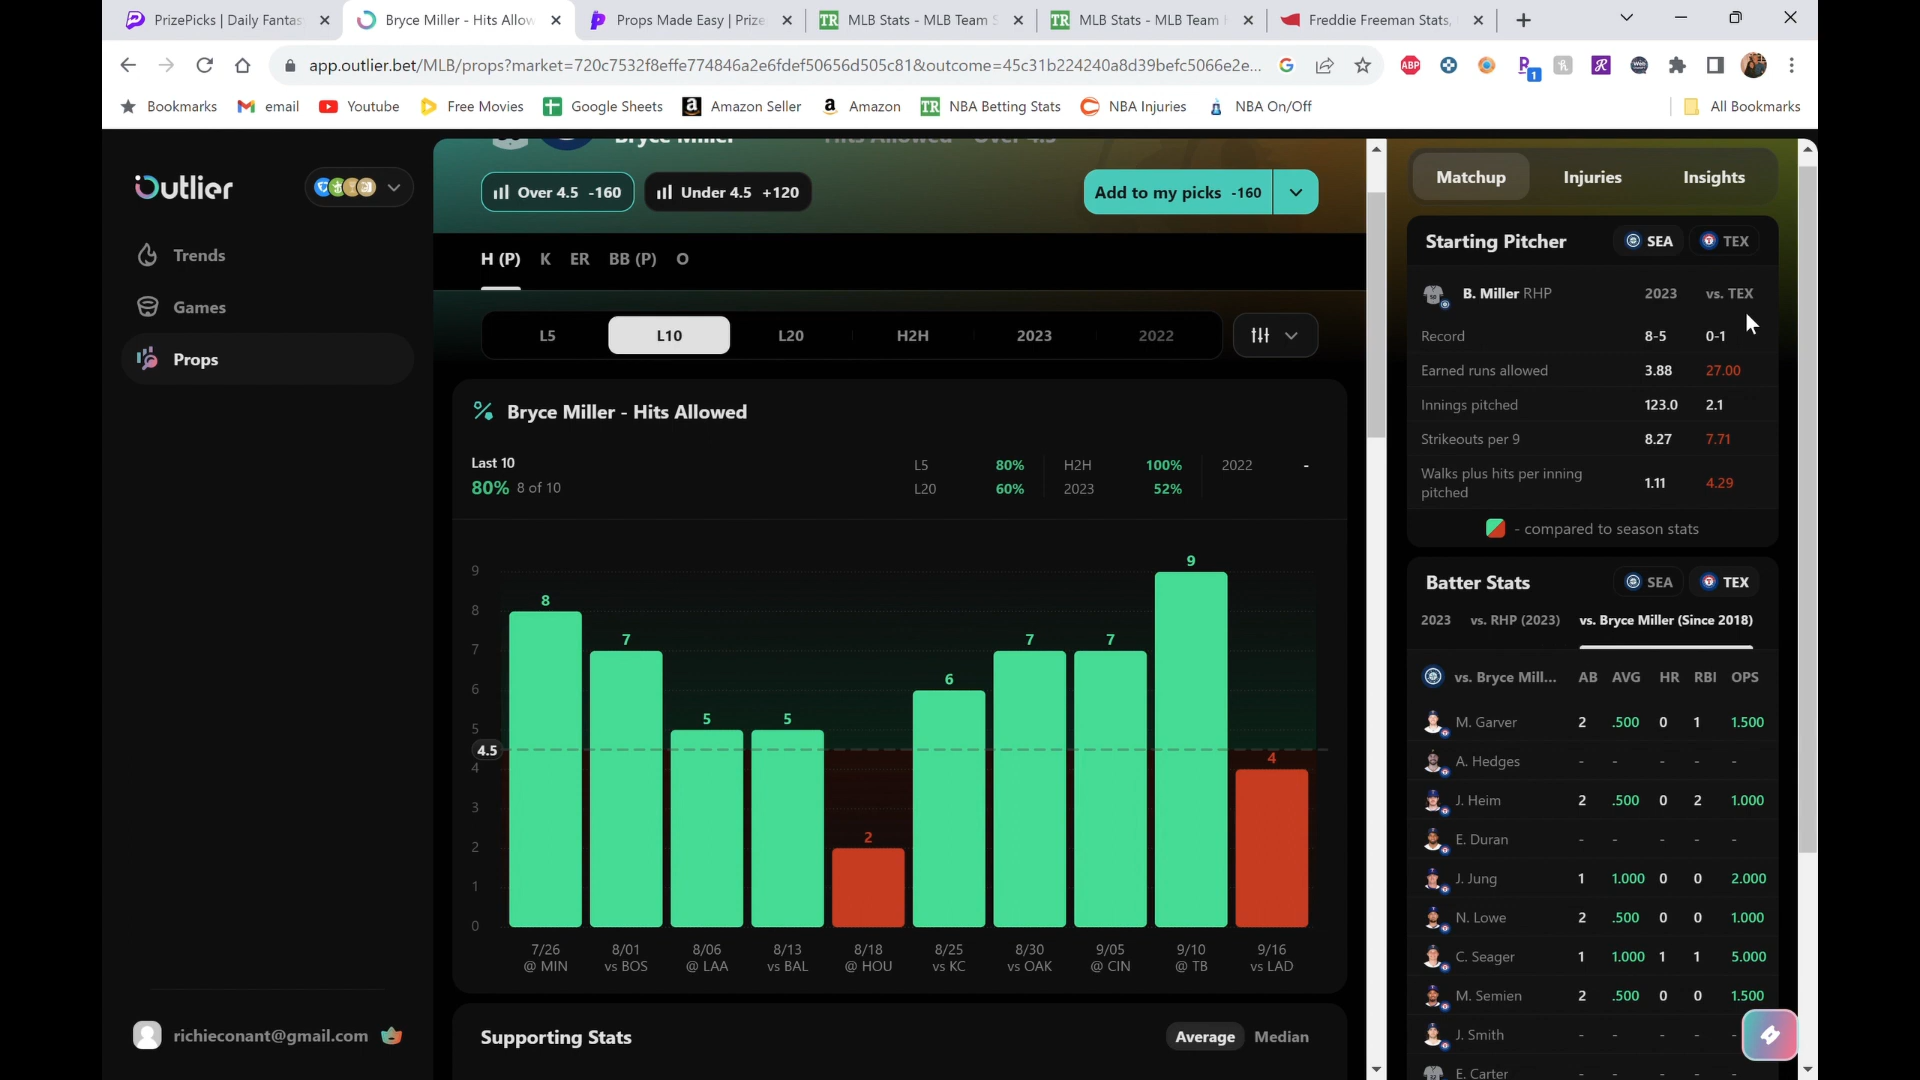 PrizePicks | Daily Fantas
Bryce Miller - Hits Allow
Props Made Easy | Prize
MLB Stats - MLB Team S
MLB Stats - MLB Team
Freddie Freeman Stats,
app.outlier.bet/MLB/props?market=720c7532f8effe774846a2e6fdef50656d505c81&outcome=45c31b224240a8d39befc5066e2e...
Bookmarks
email
Youtube
Free Movies
Google Sheets
Amazon Seller
Amazon
NBA Betting Stats
NBA Injuries
NBA On/Off
All Bookmarks
Outlier
Trends
Games
Props
richieconant@gmail.com
Bryce Miller
Hits Allowed - Over 4.5
Over 4.5 -160
Under 4.5 +120
Add to my picks -160
H (P) K ER BB (P) O
L5 L10 L20 H2H 2023 2022
Bryce Miller - Hits Allowed
Last 10
80% 8 of 10
L5 80% H2H 100% 2022 -
L20 60% 2023 52%
9
8
7
6
5
4.5
4
3
2
1
0
8 7 5 5 2 6 7 7 9 4
7/26 8/01 8/06 8/13 8/18 8/25 8/30 9/05 9/10 9/16
@ MIN vs BOS @ LAA vs BAL @ HOU vs KC vs OAK @ CIN @ TB vs LAD
Supporting Stats
Average Median
Matchup Injuries Insights
Starting Pitcher SEA TEX
B. Miller RHP 2023 vs. TEX
Record 8-5 0-1
Earned runs allowed 3.88 27.00
Innings pitched 123.0 2.1
Strikeouts per 9 8.27 7.71
Walks plus hits per inning
pitched 1.11 4.29
- compared to season stats
Batter Stats SEA TEX
2023 vs. RHP (2023) vs. Bryce Miller (Since 2018)
vs. Bryce Mill... AB AVG HR RBI OPS
M. Garver 2 .500 0 1 1.500
A. Hedges - - - - -
J. Heim 2 .500 0 2 1.000
E. Duran - - - - -
J. Jung 1 1.000 0 0 2.000
N. Lowe 2 .500 0 0 1.000
C. Seager 1 1.000 1 1 5.000
M. Semien 2 .500 0 0 1.500
J. Smith - - - - -
E. Carter - - - - -